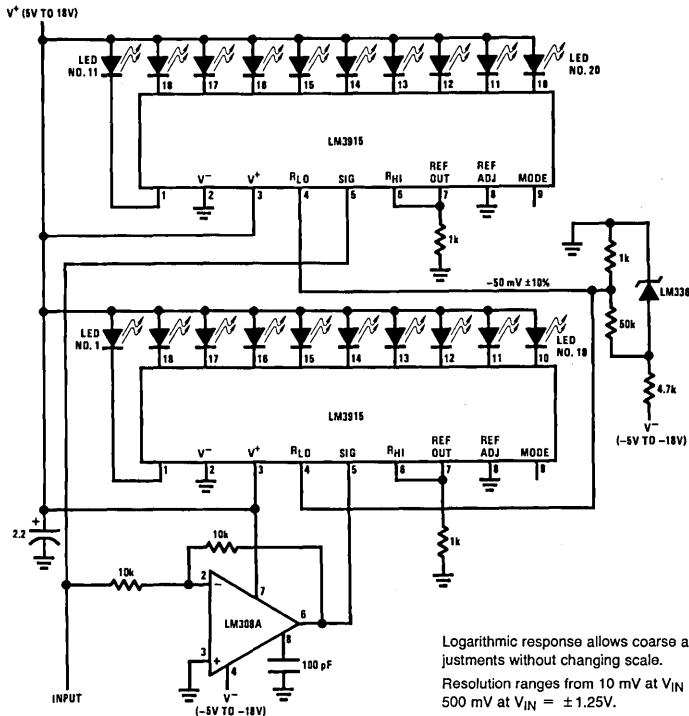 V+ (5V TO 18V)
LED
NO. 11
LED
NO. 20
18 17 16 15 14 13 12 11 10
LM3915
V− V+ RLO SIG RHI REF OUT REF ADJ MODE
1 2 3 4 5 6 7 8 9
1k
−50 mV ±10%
1k
LM336
50k
4.7k
V−
(−5V TO −18V)
LED
NO. 1
LED
NO. 10
18 17 16 15 14 13 12 11 10
LM3915
V− V+ RLO SIG RHI REF OUT REF ADJ MODE
1 2 3 4 5 6 7 8 9
1k
+
2.2
10k
10k
2 −
7
LM308A
6
8
3 +
4
100 pF
V−
(−5V TO −18V)
INPUT
Logarithmic response allows coarse a
justments without changing scale.
Resolution ranges from 10 mV at VIN
500 mV at VIN = ±1.25V.